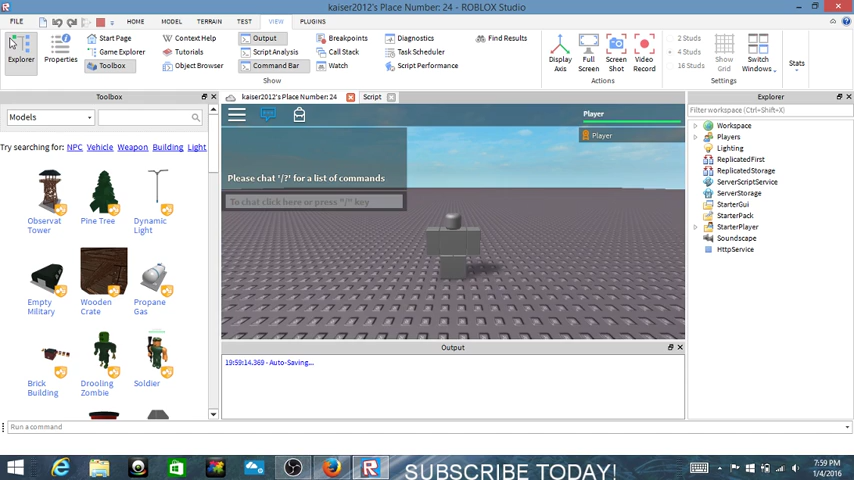 kaiser2012's Place Number: 24 - ROBLOX Studio
FILE
HOME
MODEL
TERRAIN
TEST
VIEW
PLUGINS
Explorer
Properties
Start Page
Game Explorer
Toolbox
Context Help
Tutorials
Object Browser
Output
Script Analysis
Command Bar
Breakpoints
Call Stack
Watch
Diagnostics
Task Scheduler
Script Performance
Find Results
Show
Display Axis
Full Screen
Screen Shot
Video Record
Actions
2 Studs
4 Studs
16 Studs
Show Grid
Switch Windows
Settings
Stats
Toolbox
Models
Try searching for: NPC Vehicle Weapon Building Light
Observat Tower
Pine Tree
Dynamic Light
Empty Military
Wooden Crate
Propane Gas
Brick Building
Drooling Zombie
Soldier
kaiser2012's Place Number: 24
Script
Player
Player
Please chat '/?' for a list of commands
To chat click here or press "/" key
Output
19:59:14.369 - Auto-Saving...
Explorer
Filter workspace (Ctrl+Shift+X)
Workspace
Players
Lighting
ReplicatedFirst
ReplicatedStorage
ServerScriptService
ServerStorage
StarterGui
StarterPack
StarterPlayer
Soundscape
HttpService
Run a command
SUBSCRIBE TODAY!
7:59 PM
1/4/2016